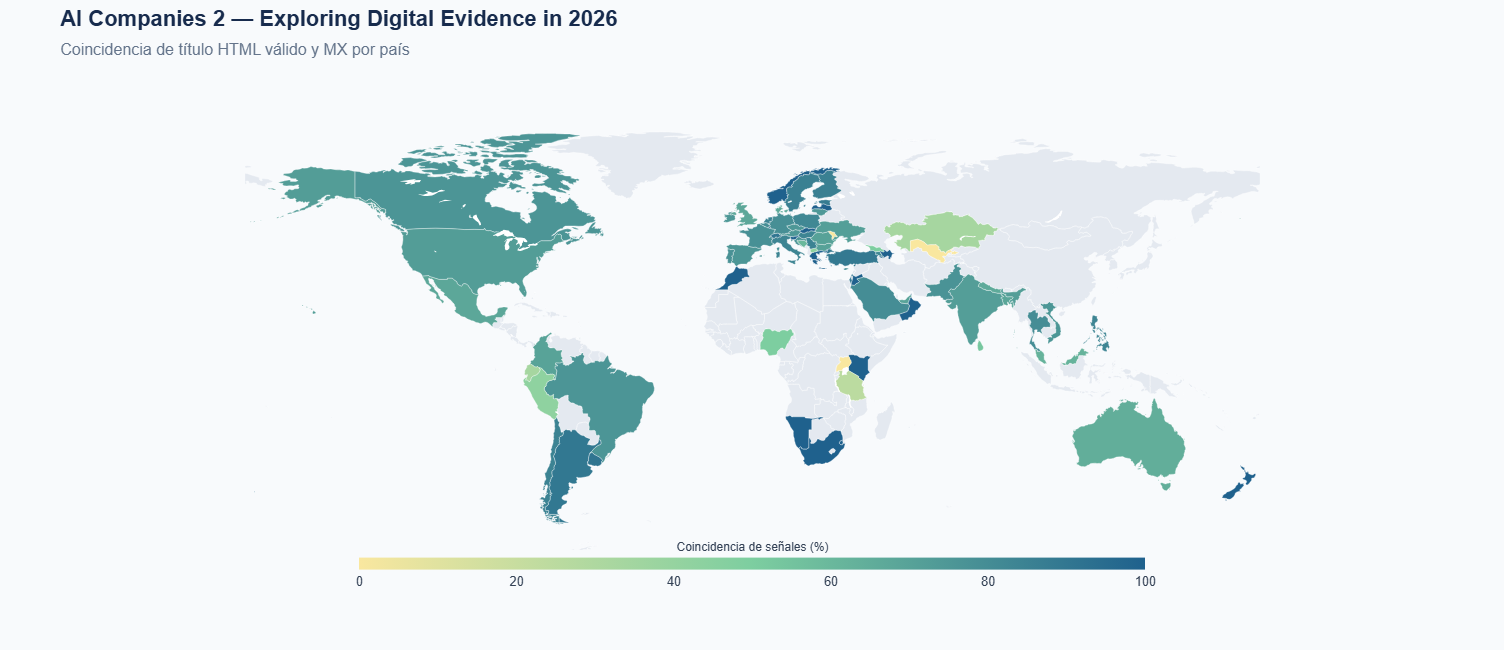 AI Companies 2 — Exploring Digital Evidence in 2026
Coincidencia de título HTML válido y MX por país
Coincidencia de señales (%)
0 20 40 60 80 100